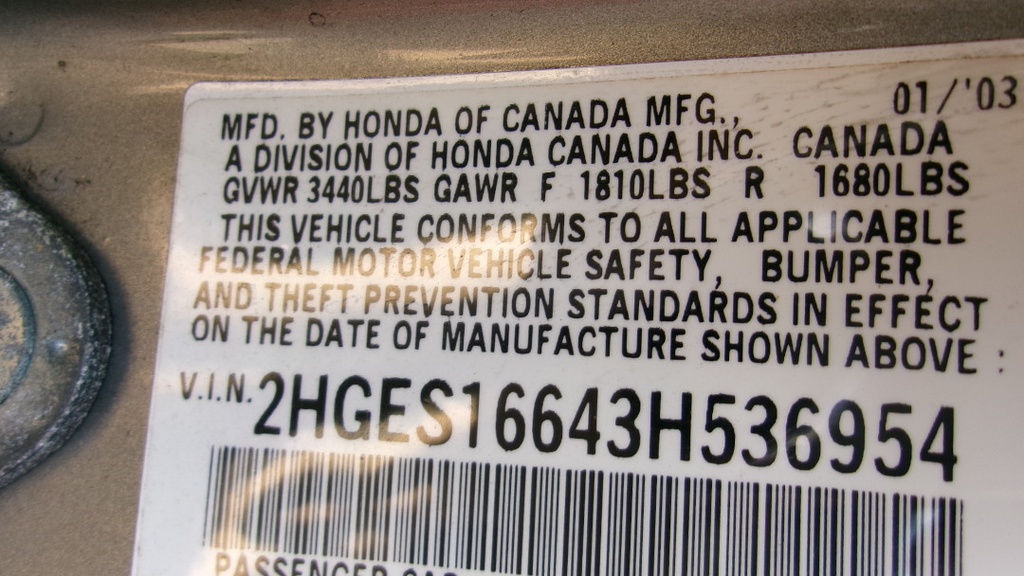 01/'03
MFD. BY HONDA OF CANADA MFG.,
A DIVISION OF HONDA CANADA INC. CANADA
GVWR 3440LBS GAWR F 1810LBS R 1680LBS
THIS VEHICLE CONFORMS TO ALL APPLICABLE
FEDERAL MOTOR VEHICLE SAFETY, BUMPER,
AND THEFT PREVENTION STANDARDS IN EFFECT
ON THE DATE OF MANUFACTURE SHOWN ABOVE :
V.I.N. 2HGES16643H536954
PASSENGER CAR